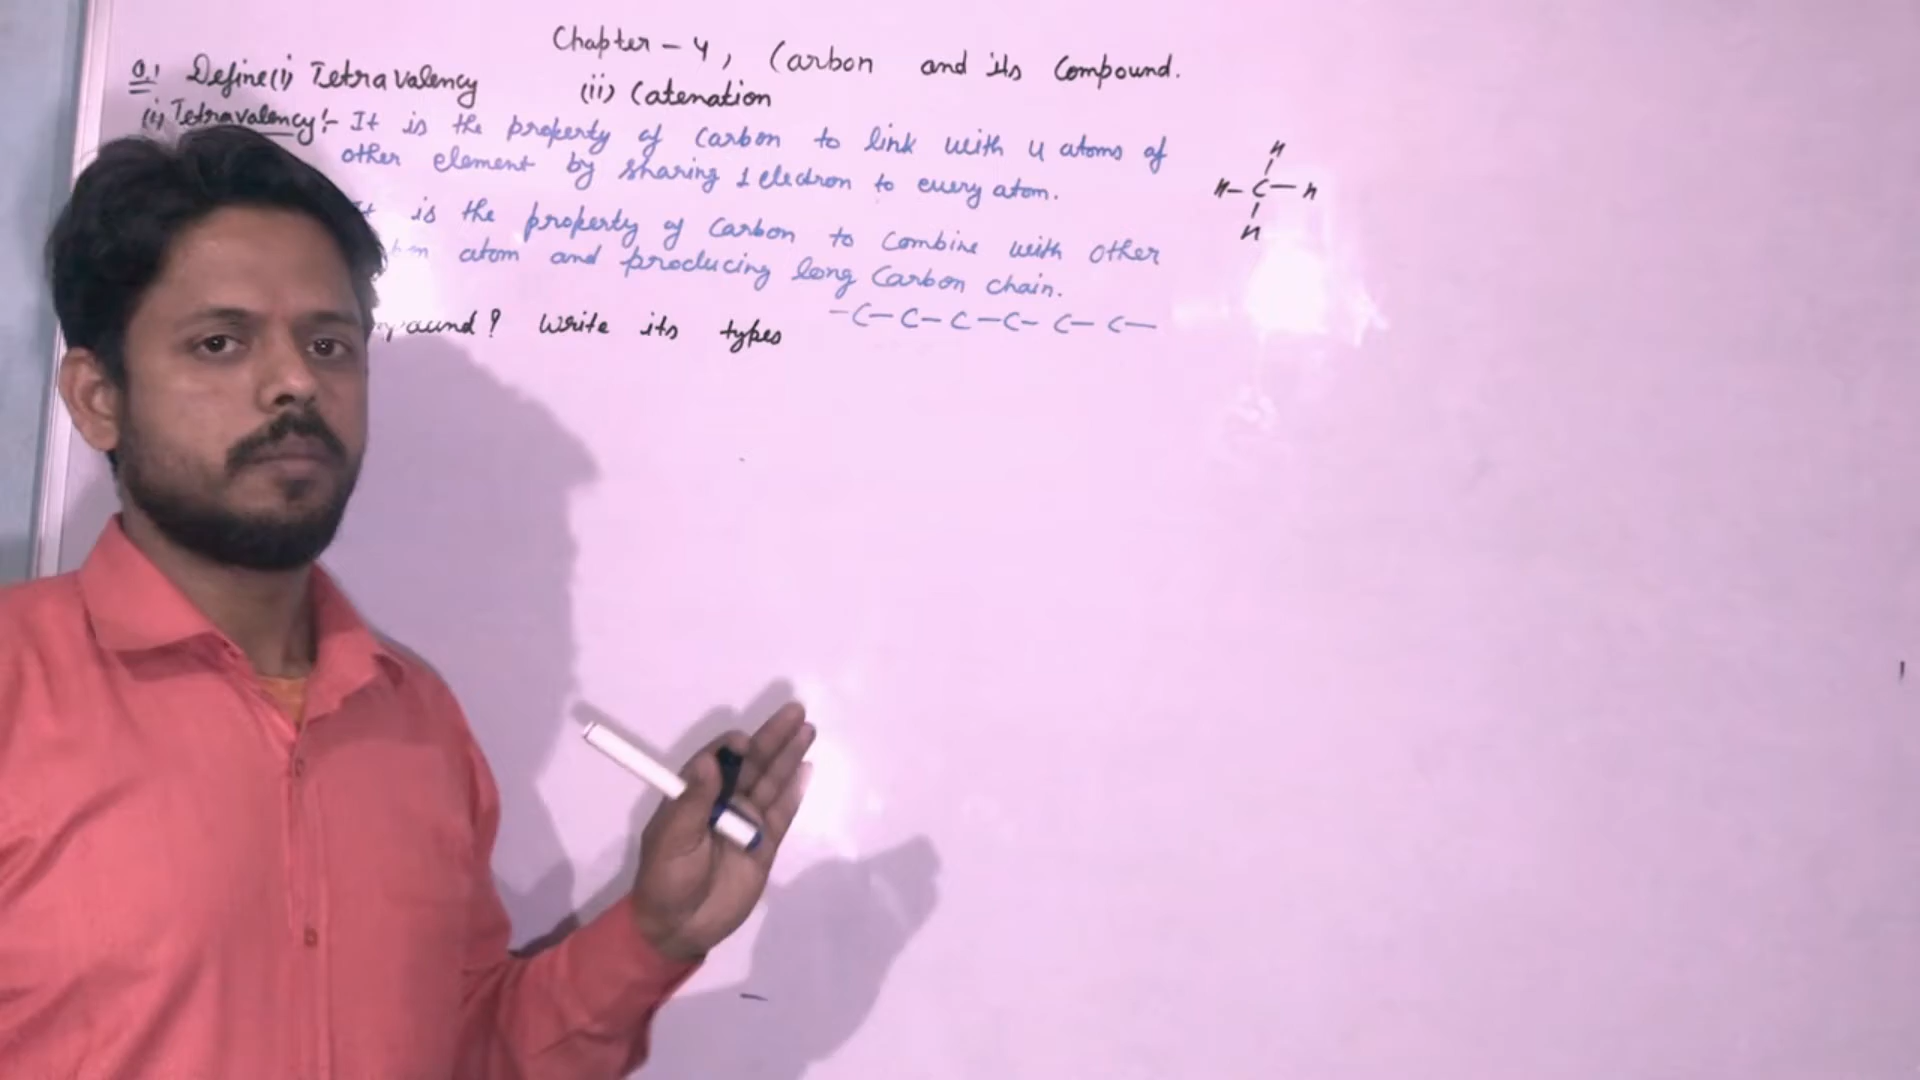 Chapter - 4, Carbon and its Compound.
Q.1 Define (i) Tetravalency (ii) Catenation
(i) Tetravalency :- It is the property of Carbon to link with 4 atoms of
other element by sharing 1 electron to every atom.
is the property of Carbon to Combine with other
atom and producing long Carbon chain.
? Write its types
-C-C-C-C-C-C-
H
H-C-H
H